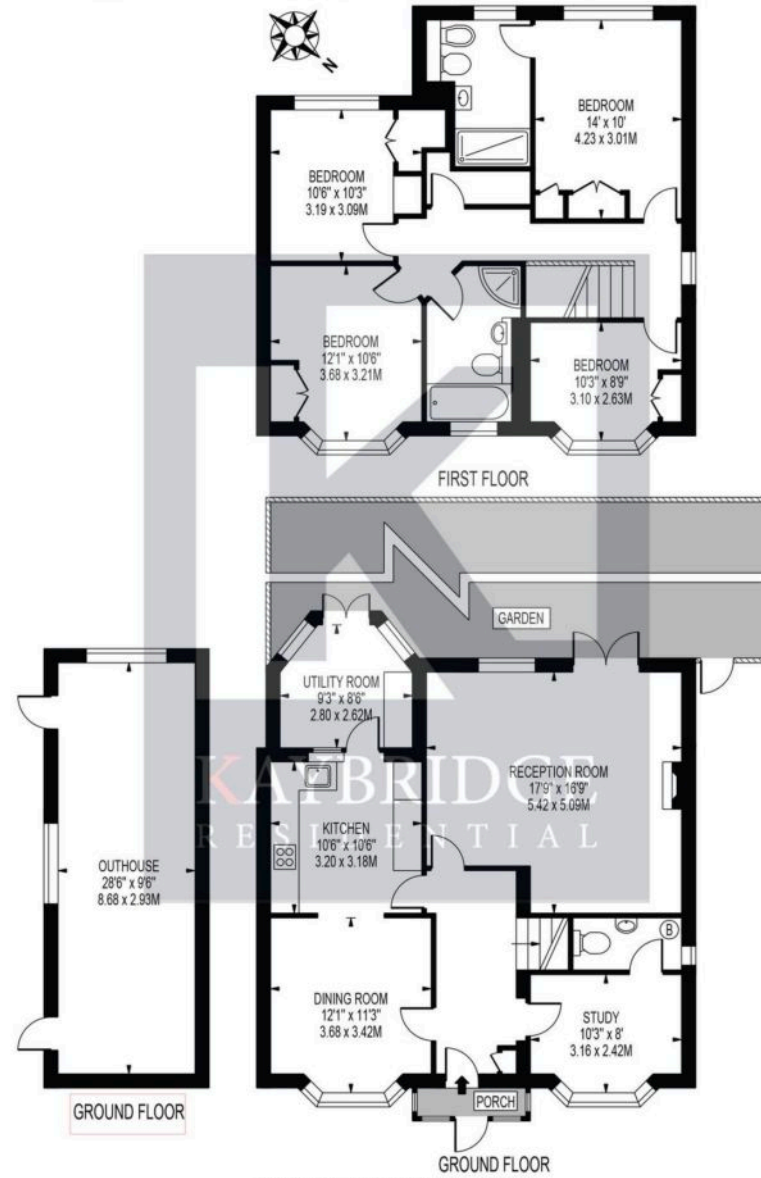 N
BEDROOM
14' x 10'
4.23 x 3.01M
BEDROOM
10'6" x 10'3"
3.19 x 3.09M
BEDROOM
12'1" x 10'6"
3.68 x 3.21M
BEDROOM
10'3" x 8'9"
3.10 x 2.63M
FIRST FLOOR
GARDEN
UTILITY ROOM
9'3" x 8'6"
2.80 x 2.62M
RECEPTION ROOM
17'9" x 16'9"
5.42 x 5.09M
KAYBRIDGE
RESIDENTIAL
KITCHEN
10'6" x 10'6"
3.20 x 3.18M
OUTHOUSE
28'6" x 9'6"
8.68 x 2.93M
B
DINING ROOM
12'1" x 11'3"
3.68 x 3.42M
STUDY
10'3" x 8'
3.16 x 2.42M
PORCH
GROUND FLOOR
GROUND FLOOR